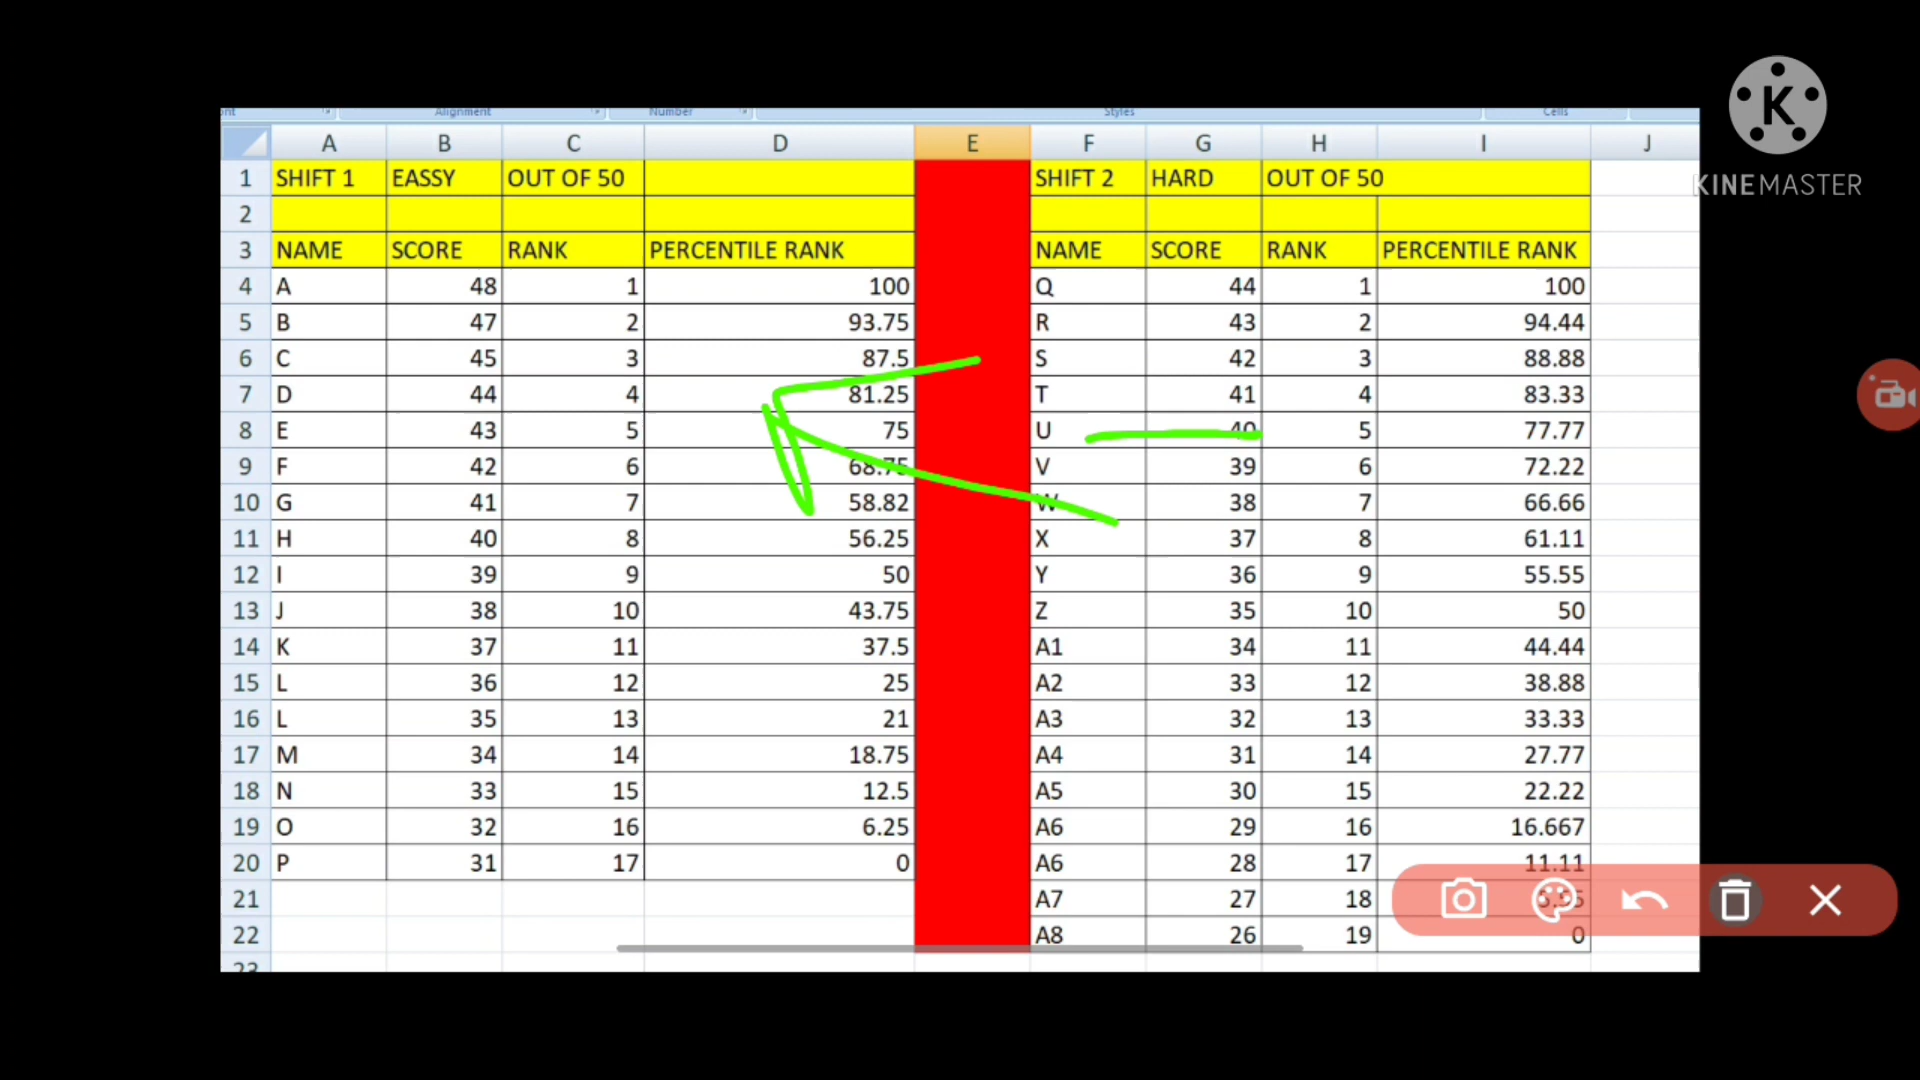 nt Alignment Number Styles Cells
A B C D E F G H I J
1 SHIFT 1 EASSY OUT OF 50 SHIFT 2 HARD OUT OF 50
2
3 NAME SCORE RANK PERCENTILE RANK NAME SCORE RANK PERCENTILE RANK
4 A 48 1 100 Q 44 1 100
5 B 47 2 93.75 R 43 2 94.44
6 C 45 3 87.5 S 42 3 88.88
7 D 44 4 81.25 T 41 4 83.33
8 E 43 5 75 U 40 5 77.77
9 F 42 6 68.75 V 39 6 72.22
10 G 41 7 58.82 W 38 7 66.66
11 H 40 8 56.25 X 37 8 61.11
12 I 39 9 50 Y 36 9 55.55
13 J 38 10 43.75 Z 35 10 50
14 K 37 11 37.5 A1 34 11 44.44
15 L 36 12 25 A2 33 12 38.88
16 L 35 13 21 A3 32 13 33.33
17 M 34 14 18.75 A4 31 14 27.77
18 N 33 15 12.5 A5 30 15 22.22
19 O 32 16 6.25 A6 29 16 16.667
20 P 31 17 0 A6 28 17 11.11
21 A7 27 18
22 A8 26 19 0
23
K
KINEMASTER